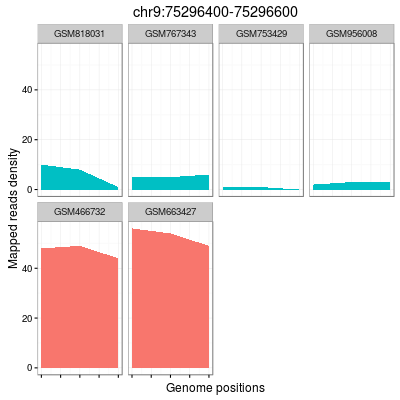 chr9:75296400-75296600
GSM818031 GSM767343 GSM753429 GSM956008
40
20
0
Mapped reads density
GSM466732 GSM663427
40
20
0
Genome positions